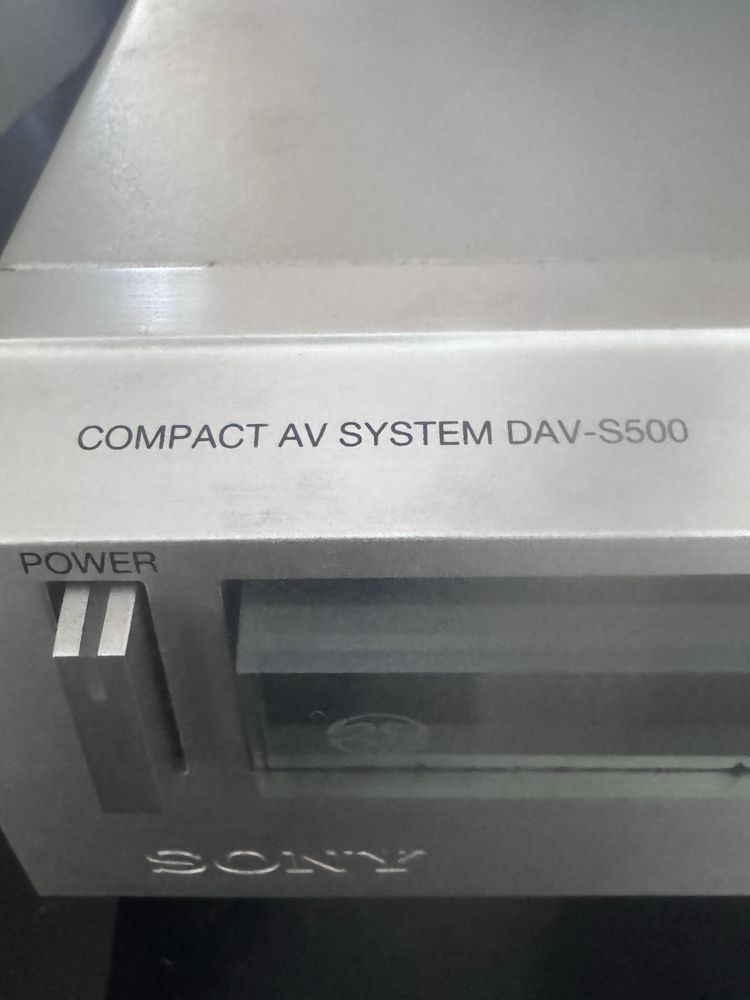 COMPACT AV SYSTEM DAV-S500
POWER
SONY